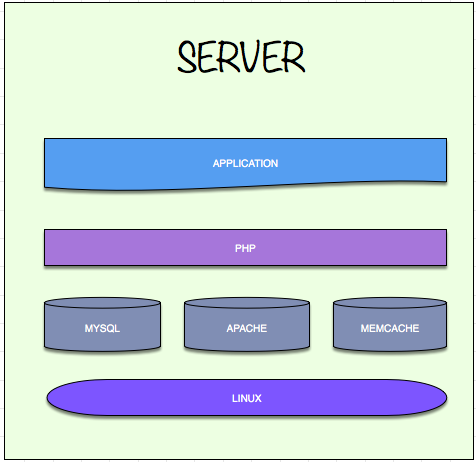 SERVER
APPLICATION
PHP
MYSQL
APACHE
MEMCACHE
LINUX